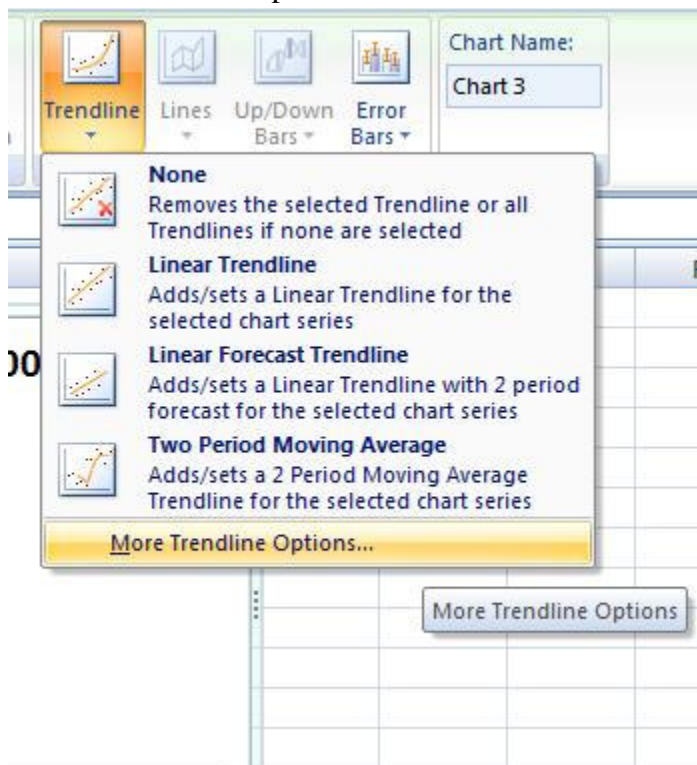 Chart Name:
Chart 3
Trendline
Lines
Up/Down
Bars
Error
Bars
None
Removes the selected Trendline or all
Trendlines if none are selected
Linear Trendline
Adds/sets a Linear Trendline for the
selected chart series
00
Linear Forecast Trendline
Adds/sets a Linear Trendline with 2 period
forecast for the selected chart series
Two Period Moving Average
Adds/sets a 2 Period Moving Average
Trendline for the selected chart series
More Trendline Options...
More Trendline Options